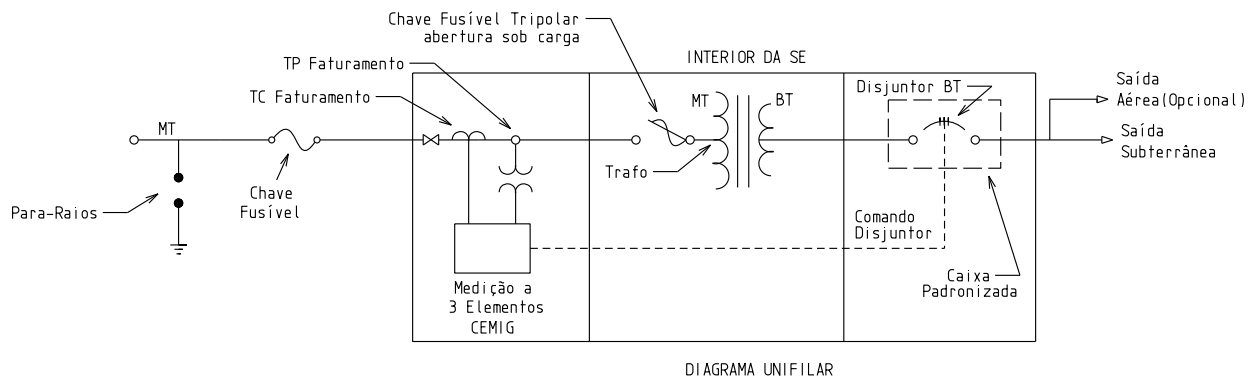 Chave Fusível Tripolar
abertura sob carga
INTERIOR DA SE
TP Faturamento
TC Faturamento
MT
BT
Disjuntor BT
Saída
Aérea(Opcional)
MT
Saída
Subterrânea
Trafo
Chave
Fusível
Para-Raios
Comando
Disjuntor
Caixa
Padronizada
Medição a
3 Elementos
CEMIG
DIAGRAMA UNIFILAR